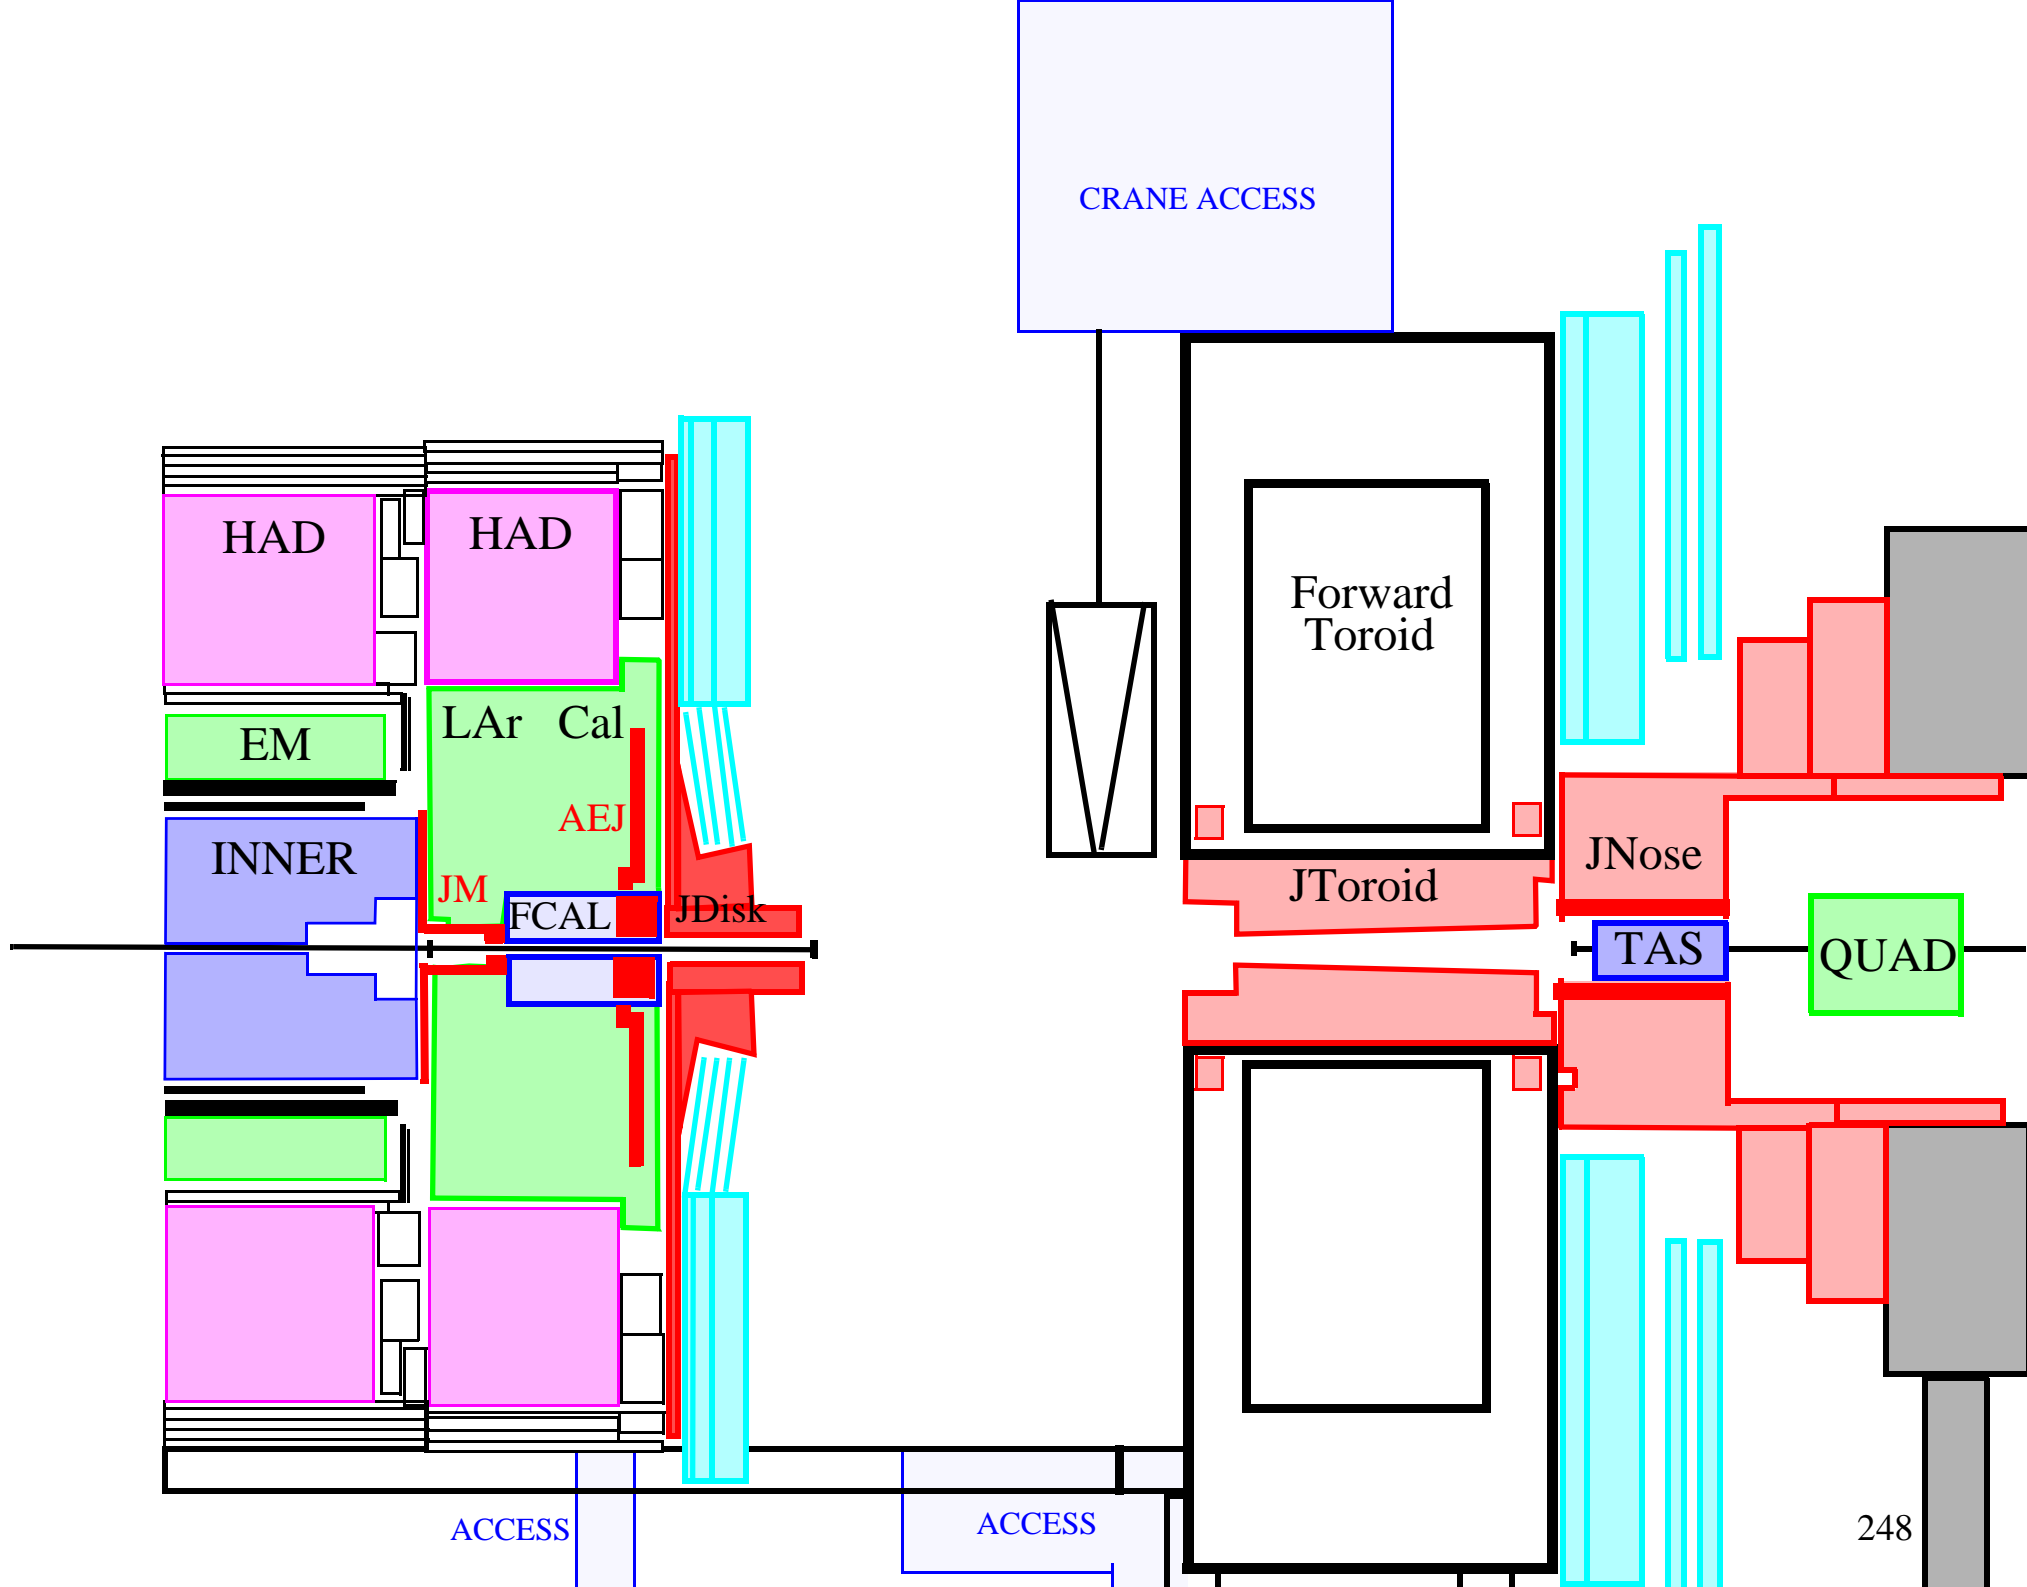 CRANE ACCESS
HAD
HAD
Forward
Toroid
LAr Cal
EM
AEJ
INNER
JM
FCAL
JDisk
JToroid
JNose
TAS
QUAD
ACCESS
ACCESS
248